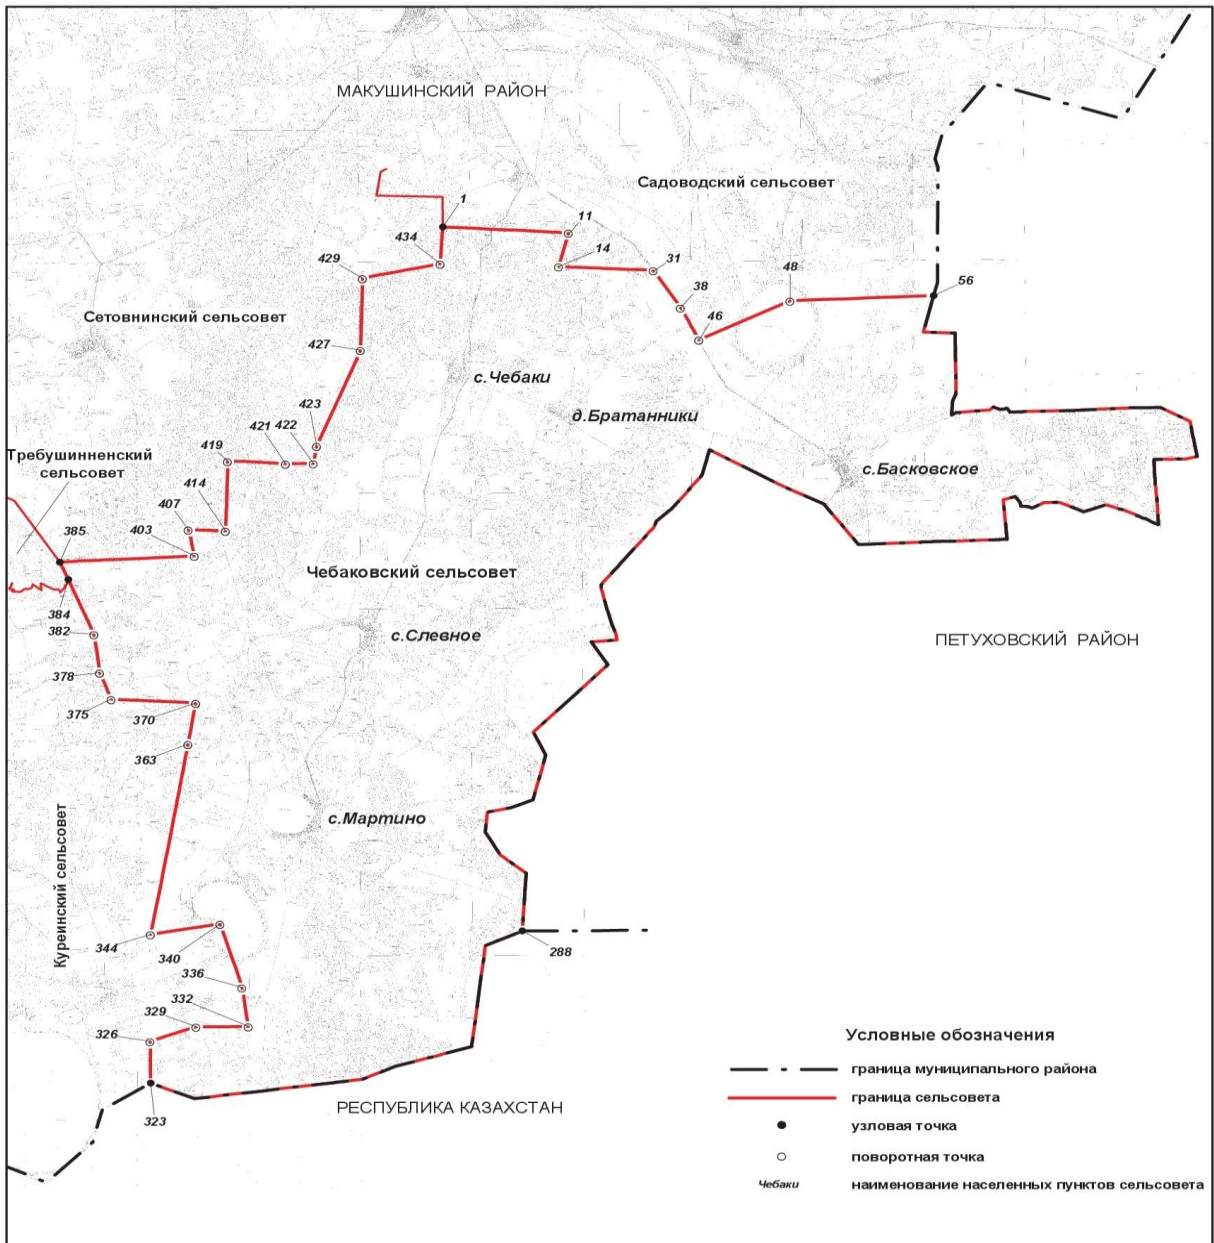 МАКУШИНСКИЙ РАЙОН
Садоводский сельсовет
1
11
434
14
31
429
48
56
38
Сетовнинский сельсовет
46
427
с.Чебаки
д.Братанники
423
421
422
419
Требушинненский
сельсовет
с.Басковское
414
407
385
403
Чебаковский сельсовет
384
382
с.Слевное
ПЕТУХОВСКИЙ РАЙОН
378
375
370
363
с.Мартино
Куреинский сельсовет
344
340
288
336
332
329
326
323
РЕСПУБЛИКА КАЗАХСТАН
Условные обозначения
граница муниципального района
граница сельсовета
узловая точка
поворотная точка
Чебаки наименование населенных пунктов сельсовета